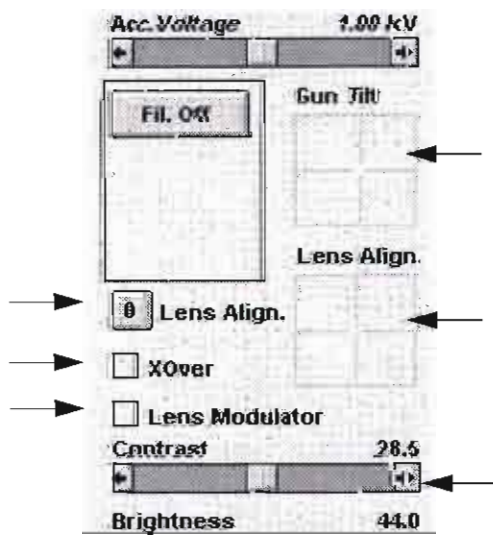 Acc.Voltage 1.00 kV
Gun Tilt
Fil. Off
Lens Align.
0 Lens Align.
XOver
Lens Modulator
Contrast 28.5
Brightness 44.0